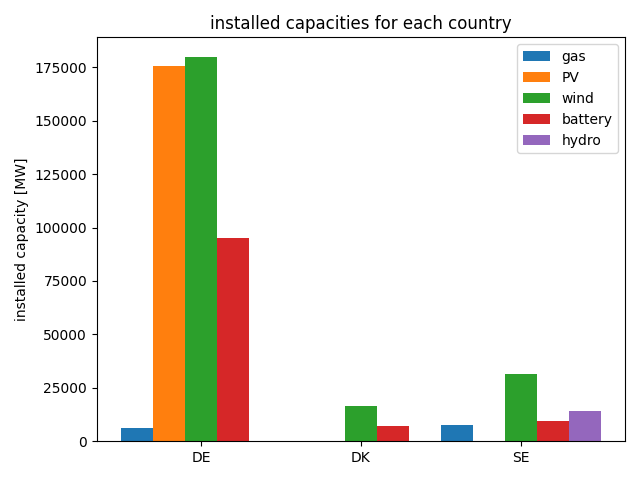 installed capacities for each country
installed capacity [MW]
175000
150000
125000
100000
75000
50000
25000
0
DE
DK
SE
gas
PV
wind
battery
hydro